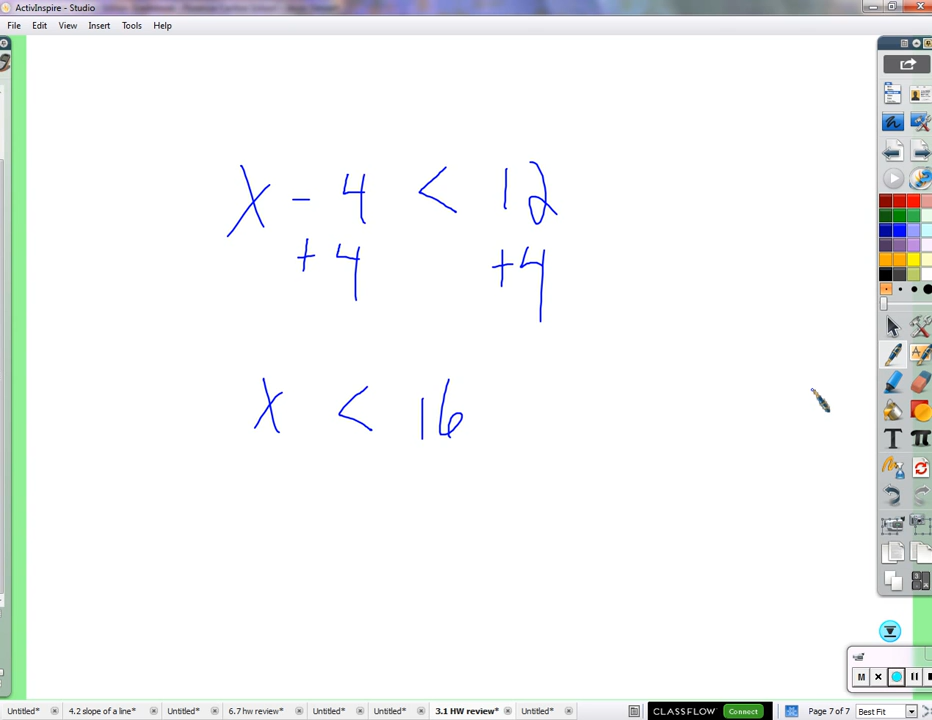 ActivInspire - Studio
File Edit View Insert Tools Help
x - 4 < 12
+4 +4
x < 16
T π
M
Untitled* 4.2 slope of a line* Untitled* 6.7 hw review* Untitled* Untitled* 3.1 HW review* Untitled* CLASSFLOW Connect Page 7 of 7 Best Fit